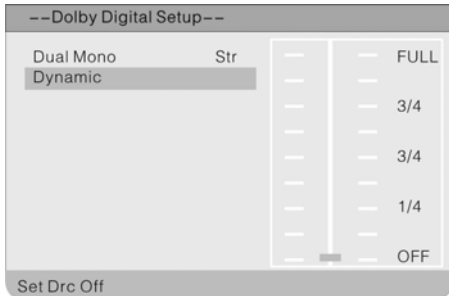 --Dolby Digital Setup--
Dual Mono Str
Dynamic
FULL
3/4
3/4
1/4
OFF
Set Drc Off